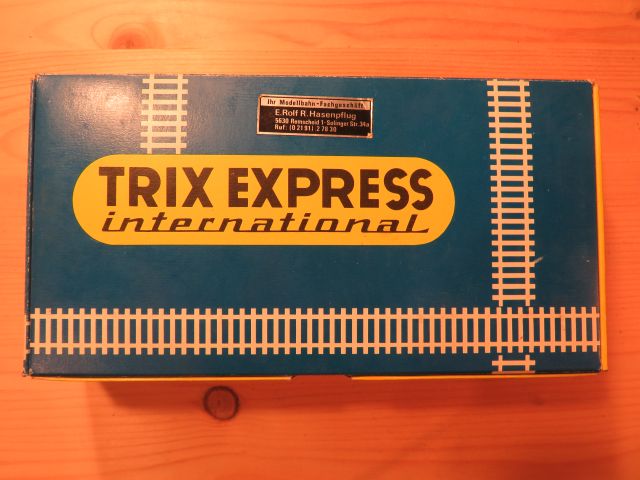 Ihr Modellbahn-Fachgeschäft
E.Rolf R.Hasenpflug
5630 Remscheid 1-Solinger Str.34a
Ruf: (0 21 91) 2 78 30
TRIX EXPRESS
international